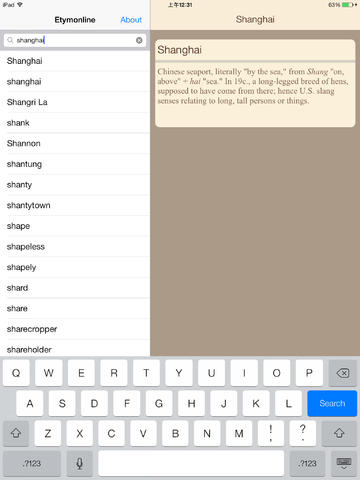 iPad
上午12:31
63%
Etymonline
About
Shanghai
shanghai
Shanghai
shanghai
Shangri La
shank
Shannon
shantung
shanty
shantytown
shape
shapeless
shapely
shard
share
sharecropper
shareholder
Shanghai
Chinese seaport, literally "by the sea," from Shang "on,
above" + hai "sea." In 19c., a long-legged breed of hens,
supposed to have come from there; hence U.S. slang
senses relating to long, tall persons or things.
Q W E R T Y U I O P
A S D F G H J K L Search
Z X C V B N M ! , ? .
.?123 .?123